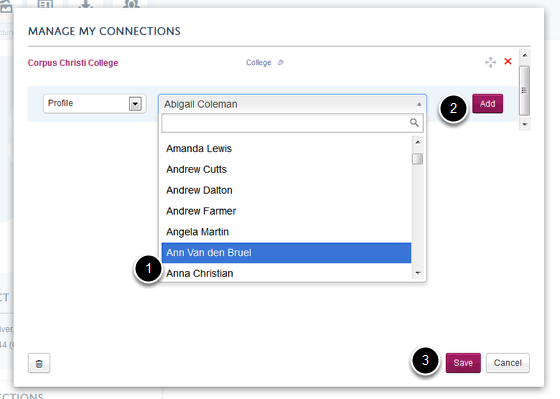 MANAGE MY CONNECTIONS
Corpus Christi College College
Profile Abigail Coleman 2 Add
Amanda Lewis
Andrew Cutts
Andrew Dalton
Andrew Farmer
Angela Martin
Ann Van den Bruel
1 Anna Christian
3 Save Cancel